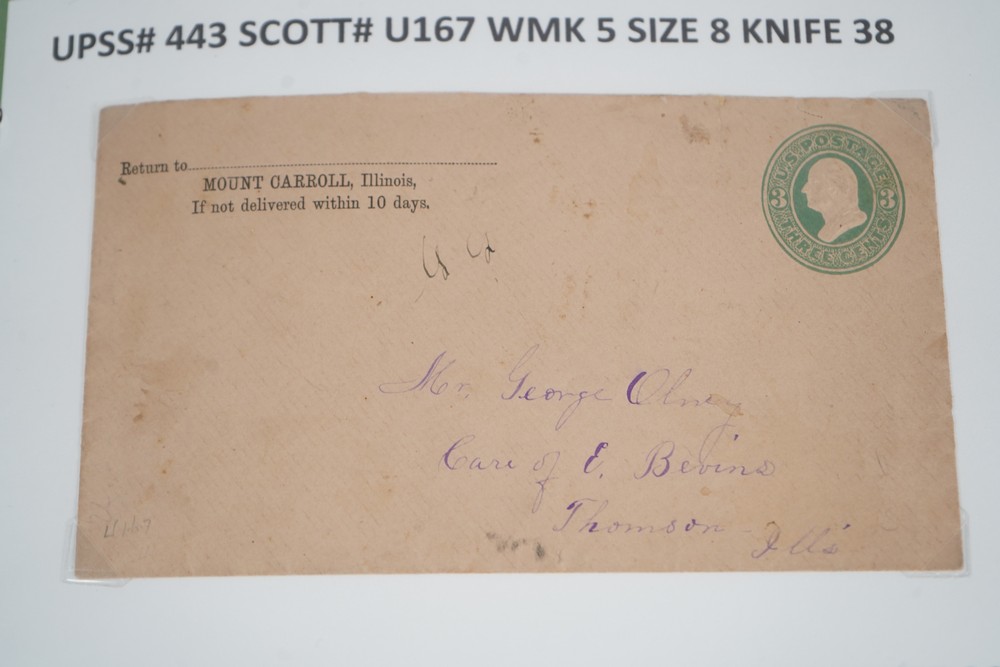 UPSS# 443 SCOTT# U167 WMK 5 SIZE 8 KNIFE 38
Return to
MOUNT CARROLL, Illinois,
If not delivered within 10 days.
U.S. POSTAGE
3 3
THREE CENTS
Mr. George Olney
Care of E. Bevins
Thomson
Ills
U167